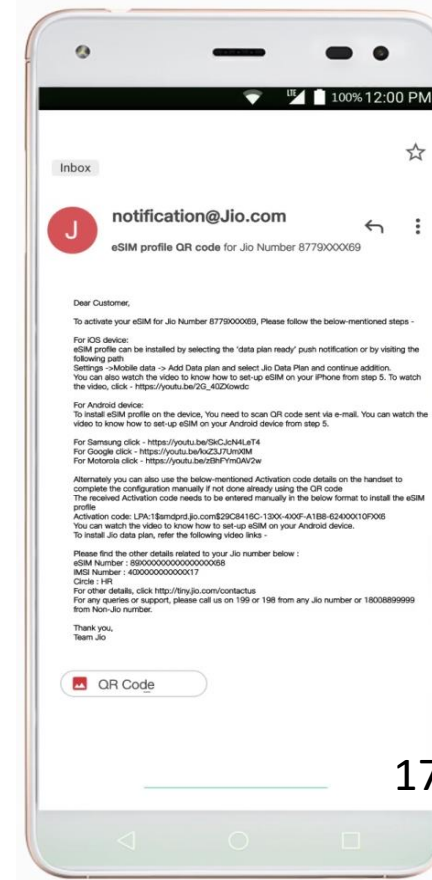 LTE 100% 12:00 PM
Inbox
J
notification@Jio.com
eSIM profile QR code for Jio Number 8779XXXX69
Dear Customer,
To activate your eSIM for Jio Number 8779XXXX69, Please follow the below-mentioned steps -
For iOS device:
eSIM profile can be installed by selecting the 'data plan ready' push notification or by visiting the
following path
Settings ->Mobile data -> Add Data plan and select Jio Data Plan and continue addition.
You can also watch the video to know how to set-up eSIM on your iPhone from step 5. To watch
the video, click - https://youtu.be/2G_40ZXowdc
For Android device:
To install eSIM profile on the device, You need to scan QR code sent via e-mail. You can watch the
video to know how to set-up eSIM on your Android device from step 5.
For Samsung click - https://youtu.be/SkCJcN4LeT4
For Google click - https://youtu.be/kxZ3J7UmXlM
For Motorola click - https://youtu.be/zBhFYm0AV2w
Alternately you can also use the below-mentioned Activation code details on the handset to
complete the configuration manually if not done already using the QR code
The received Activation code needs to be entered manually in the below format to install the eSIM
profile
Activation code: LPA:1$smdprd.jio.com$29C8416C-13XX-4XXF-A1B8-624XXX10FXX6
You can watch the video to know how to set-up eSIM on your Android device.
To install Jio data plan, refer the following video links -
Please find the other details related to your Jio number below :
eSIM Number : 89XXXXXXXXXXXXXXXX68
IMSI Number : 40XXXXXXXXXXX17
Circle : HR
For other details, click http://tiny.jio.com/contactus
For any queries or support, please call us on 199 or 198 from any Jio number or 18008899999
from Non-Jio number.
Thank you,
Team Jio
QR Code
17